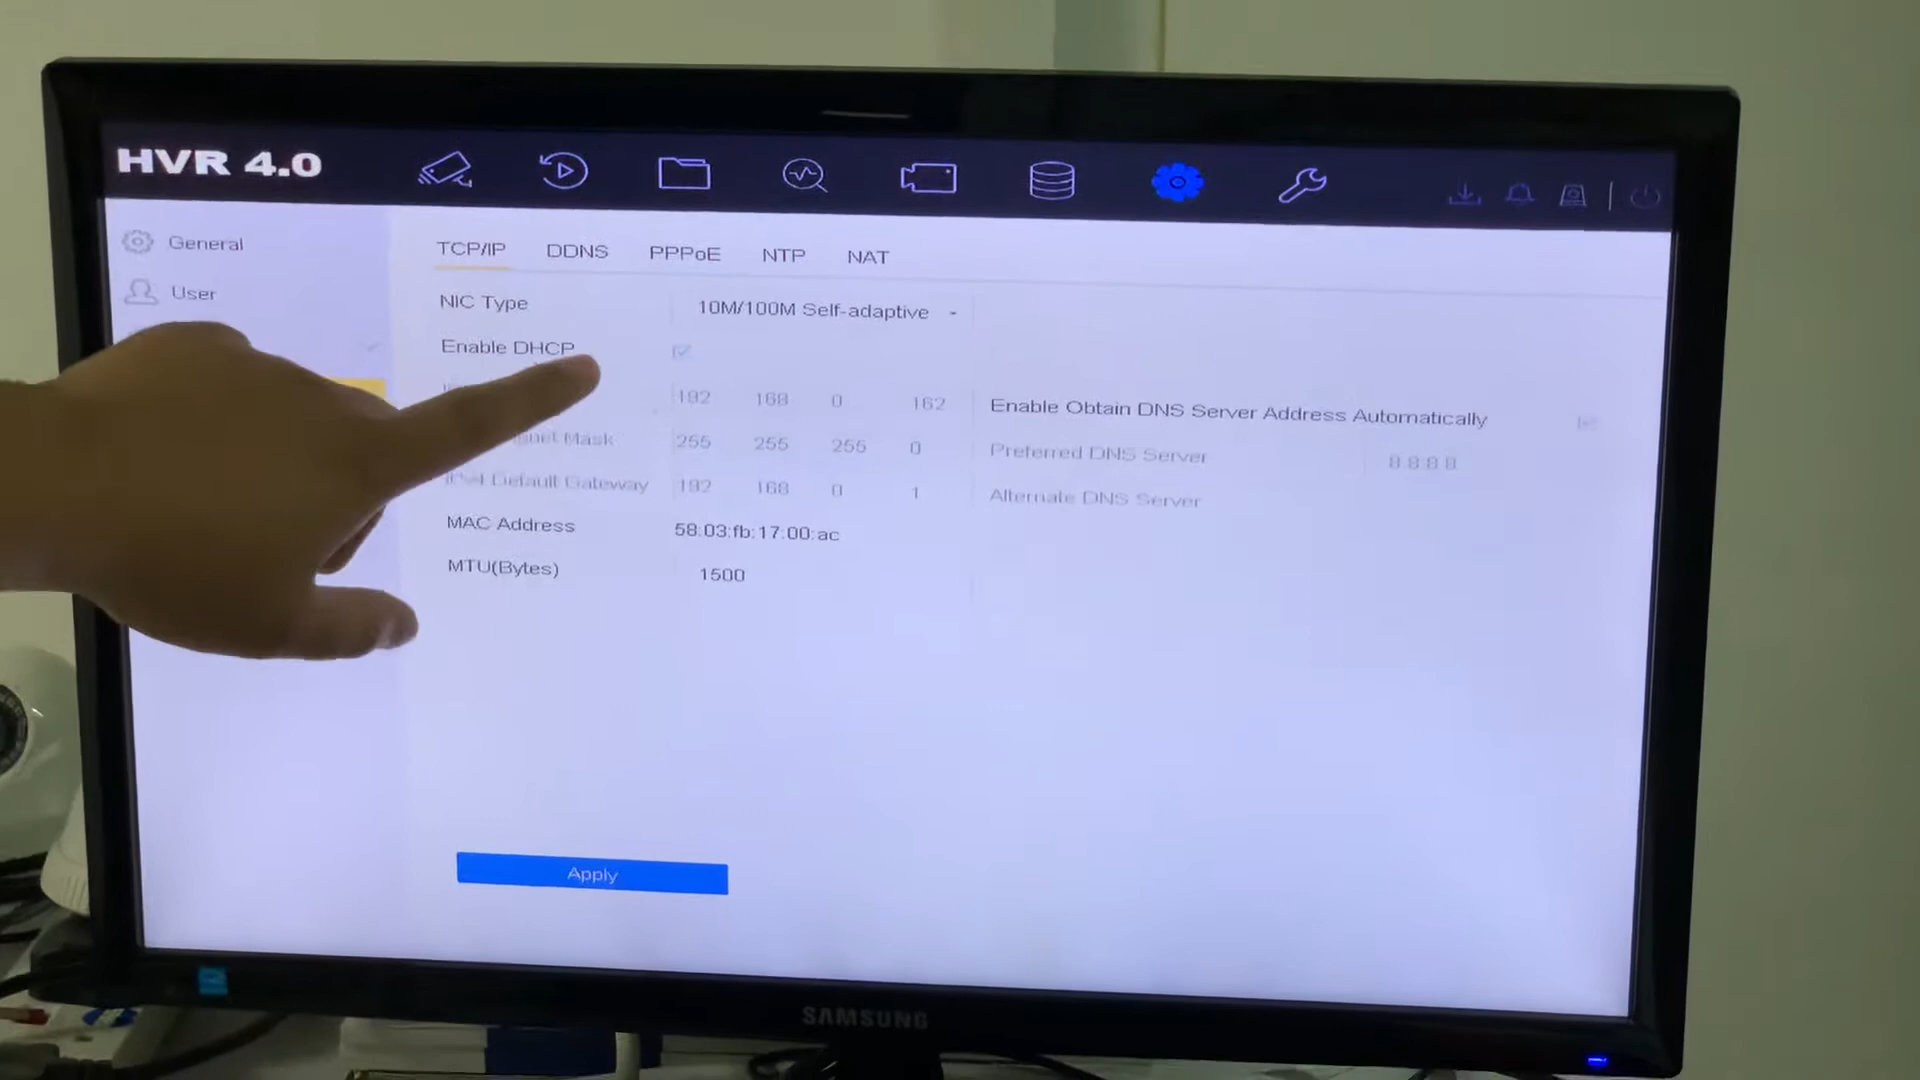 HVR 4.0
General
User
TCP/IP DDNS PPPoE NTP NAT
NIC Type 10M/100M Self-adaptive
Enable DHCP
192 168 0 162 Enable Obtain DNS Server Address Automatically
Mask 255 255 255 0 Preferred DNS Server 8.8.8.8
Default Gateway 192 168 0 1 Alternate DNS Server
MAC Address 58:03:fb:17:00:ac
MTU(Bytes) 1500
Apply
SAMSUNG